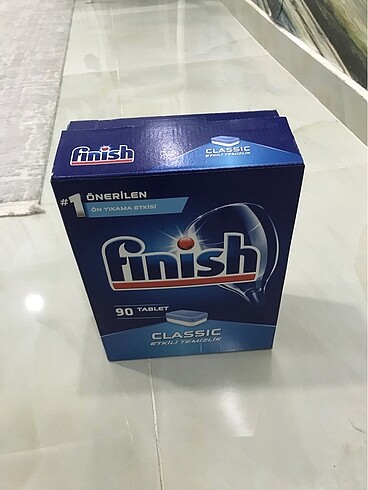 finish
CLASSIC
ETKİLİ TEMİZLİK
#1 ÖNERİLEN
ÖN YIKAMA ETKİSİ
finish
90 TABLET
CLASSIC
ETKİLİ TEMİZLİK